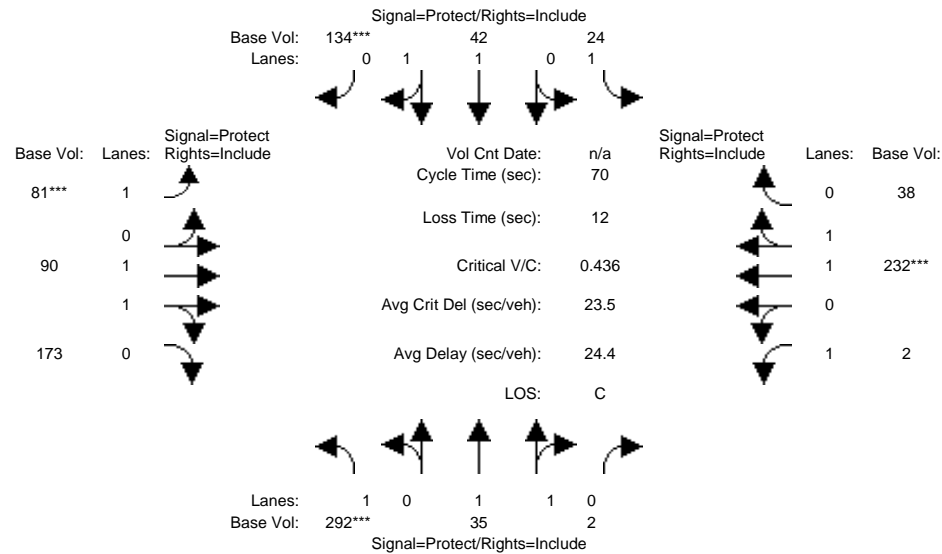 Signal=Protect/Rights=Include
Base Vol: 134*** 42 24
Lanes: 0 1 1 0 1
Signal=Protect
Base Vol: Lanes: Rights=Include
Vol Cnt Date: n/a
Signal=Protect
Rights=Include Lanes: Base Vol:
Cycle Time (sec): 70
81*** 1
0 38
Loss Time (sec): 12
0
1
90 1
Critical V/C: 0.436
1 232***
1
Avg Crit Del (sec/veh): 23.5
0
173 0
Avg Delay (sec/veh): 24.4
1 2
LOS: C
Lanes: 1 0 1 1 0
Base Vol: 292*** 35 2
Signal=Protect/Rights=Include